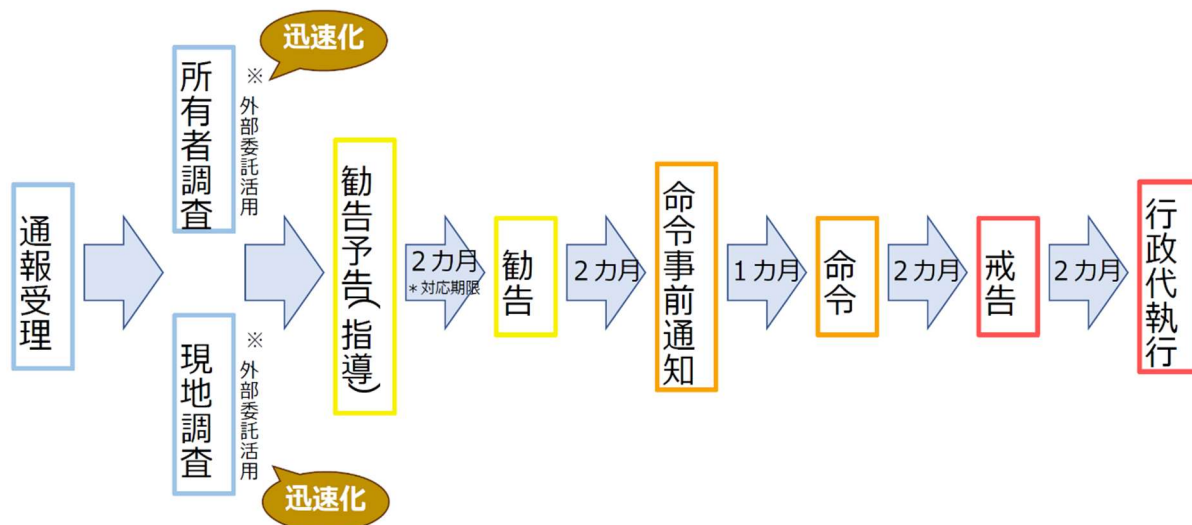 迅速化
所有者調査
※外部委託活用
通報受理
現地調査
※外部委託活用
迅速化
勧告予告(指導)
2カ月
*対応期限
勧告
2カ月
命令事前通知
1カ月
命令
2カ月
戒告
2カ月
行政代執行